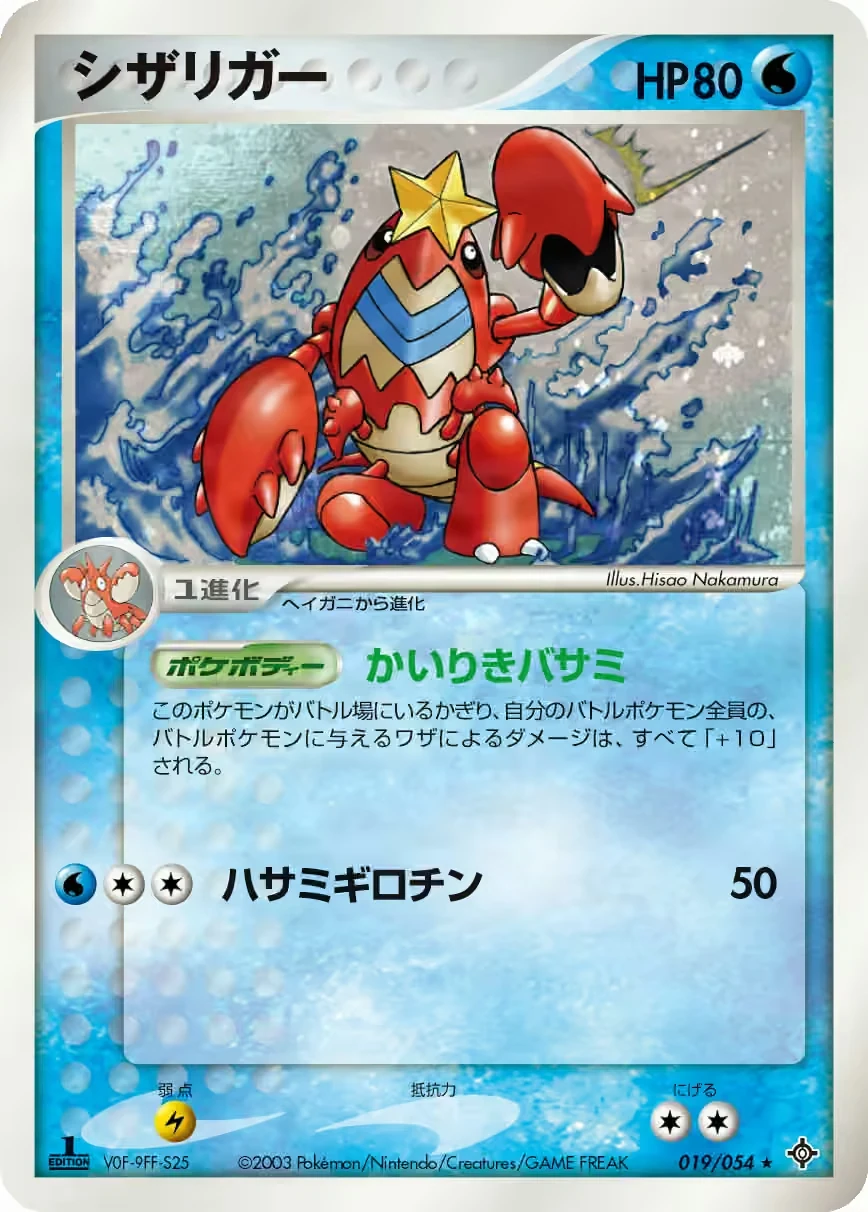 シザリガー
HP80
Illus.Hisao Nakamura
1進化
ヘイガニから進化
ポケボディー かいりきバサミ
このポケモンがバトル場にいるかぎり、自分のバトルポケモン全員の、
バトルポケモンに与えるワザによるダメージは、すべて「+10」
される。
ハサミギロチン 50
弱点 抵抗力 にげる
1
EDITION
V0F-9FF-S25 ©2003 Pokémon/Nintendo/Creatures/GAME FREAK 019/054 ★